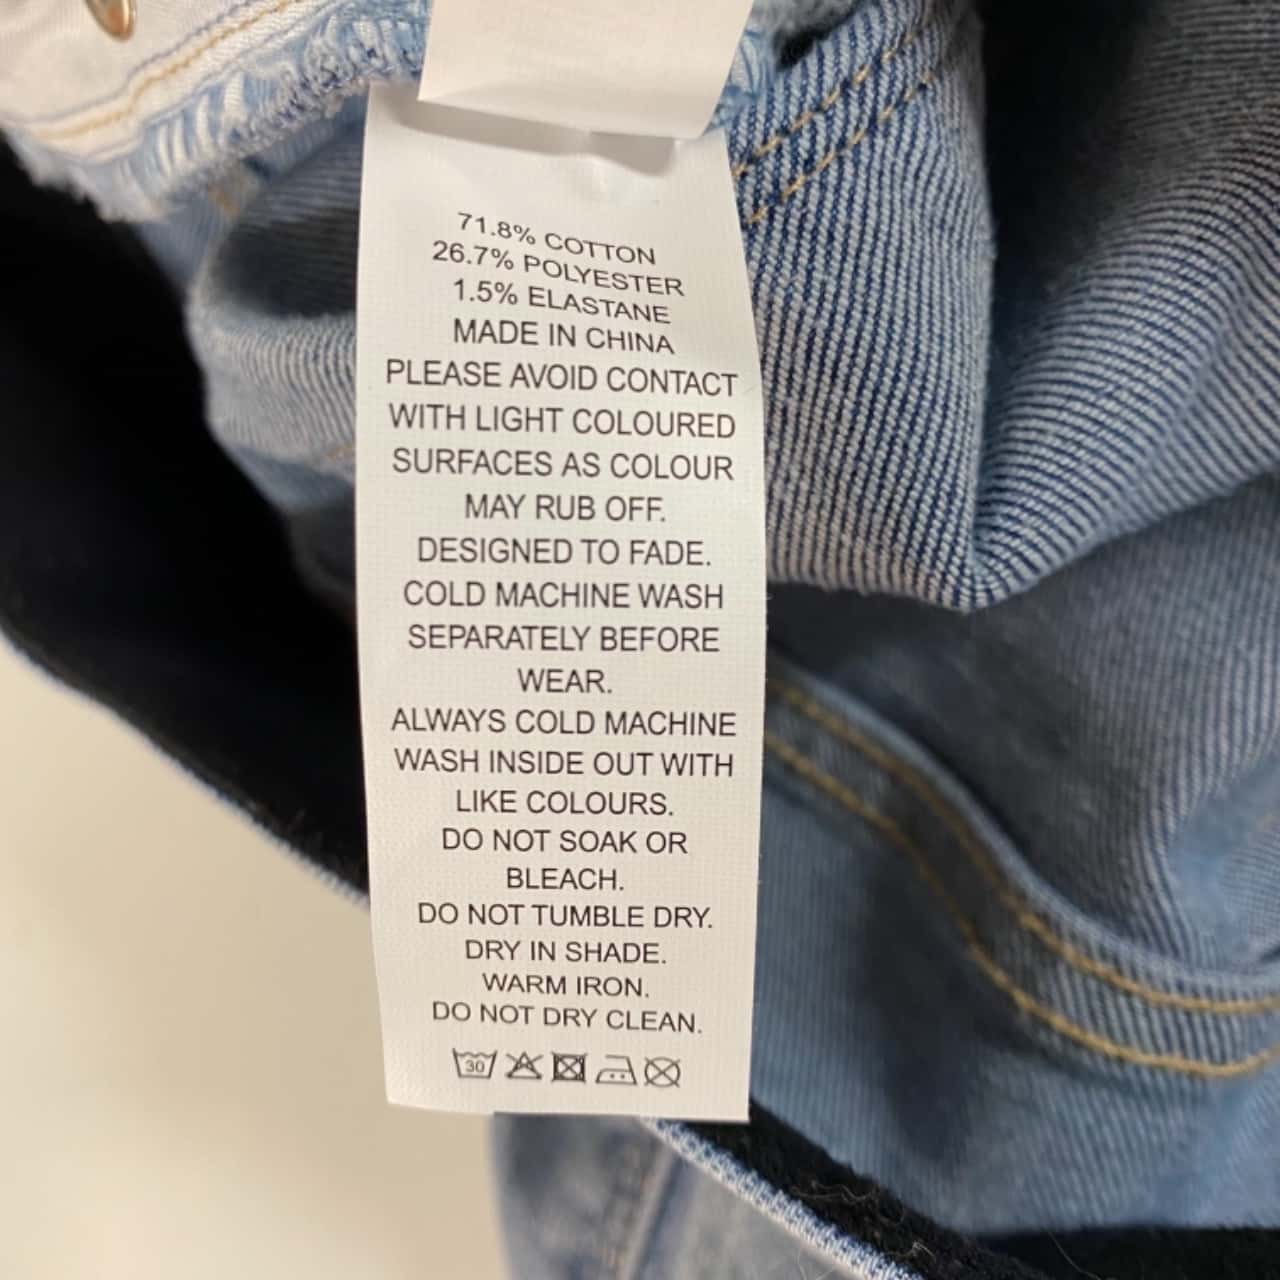 71.8% COTTON
26.7% POLYESTER
1.5% ELASTANE
MADE IN CHINA
PLEASE AVOID CONTACT
WITH LIGHT COLOURED
SURFACES AS COLOUR
MAY RUB OFF.
DESIGNED TO FADE.
COLD MACHINE WASH
SEPARATELY BEFORE
WEAR.
ALWAYS COLD MACHINE
WASH INSIDE OUT WITH
LIKE COLOURS.
DO NOT SOAK OR
BLEACH.
DO NOT TUMBLE DRY.
DRY IN SHADE.
WARM IRON.
DO NOT DRY CLEAN.
30